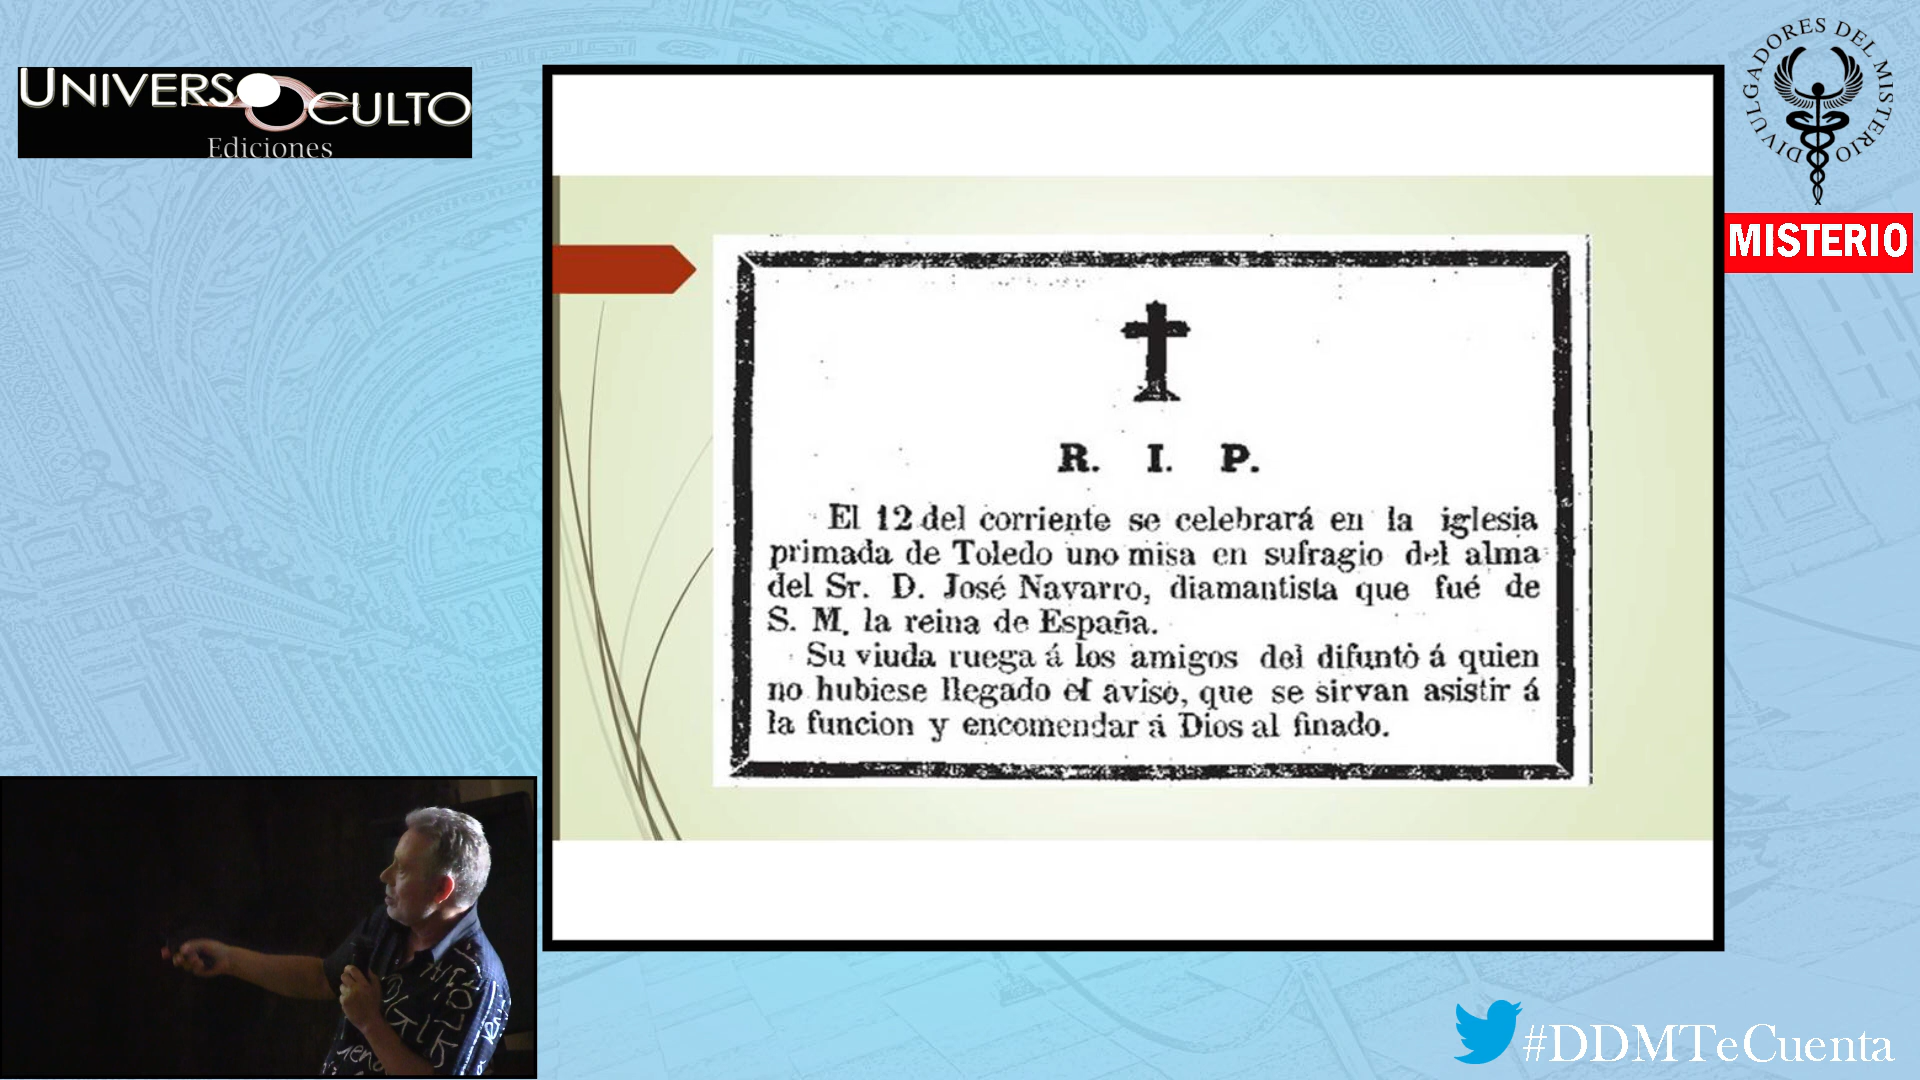 UNIVERSO OCULTO
Ediciones
DIVULGADORES DEL MISTERIO
MISTERIO
R. I. P.
El 12 del corriente se celebrará en la iglesia
primada de Toledo uno misa en sufragio del alma
del Sr. D. José Navarro, diamantista que fué de
S. M. la reina de España.
Su viuda ruega á los amigos del difunto á quien
no hubiese llegado el aviso, que se sirvan asistir á
la funcion y encomendar á Dios al finado.
#DDMTeCuenta